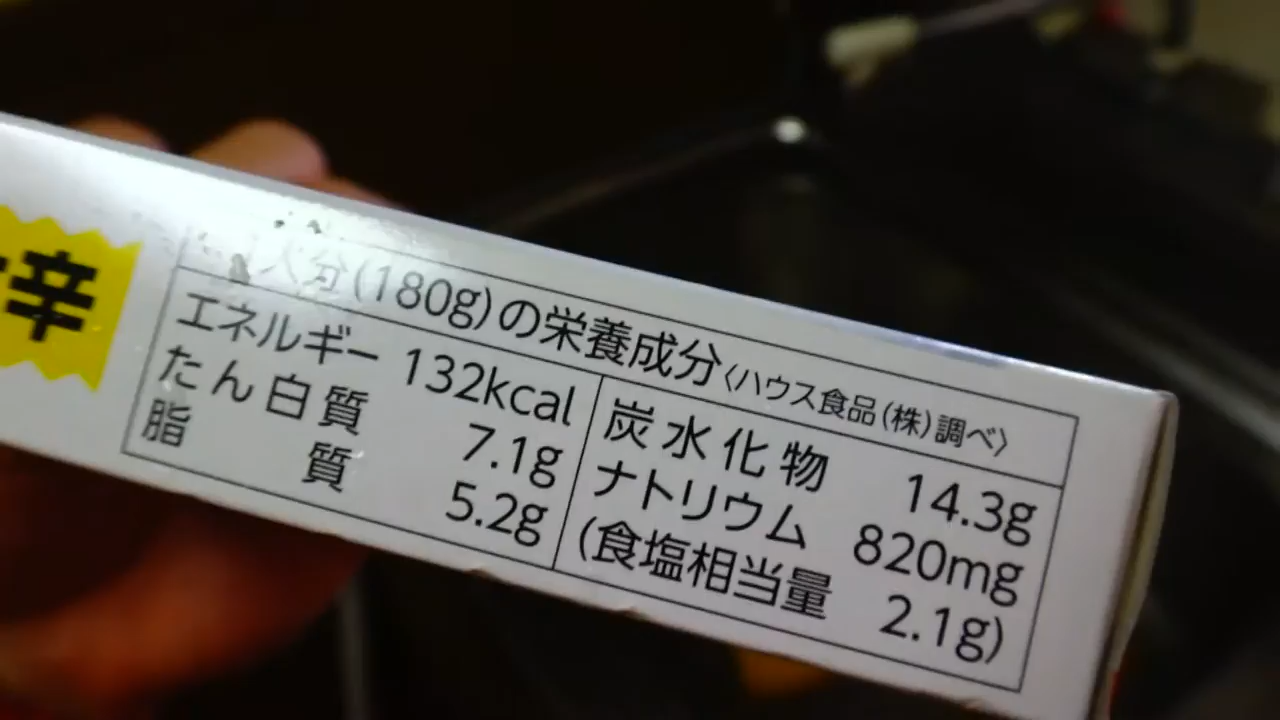 辛
人分(180g)の栄養成分〈ハウス食品(株)調べ〉
エネルギー 132kcal
たん白質 7.1g
脂質 5.2g
炭水化物 14.3g
ナトリウム 820mg
(食塩相当量 2.1g)